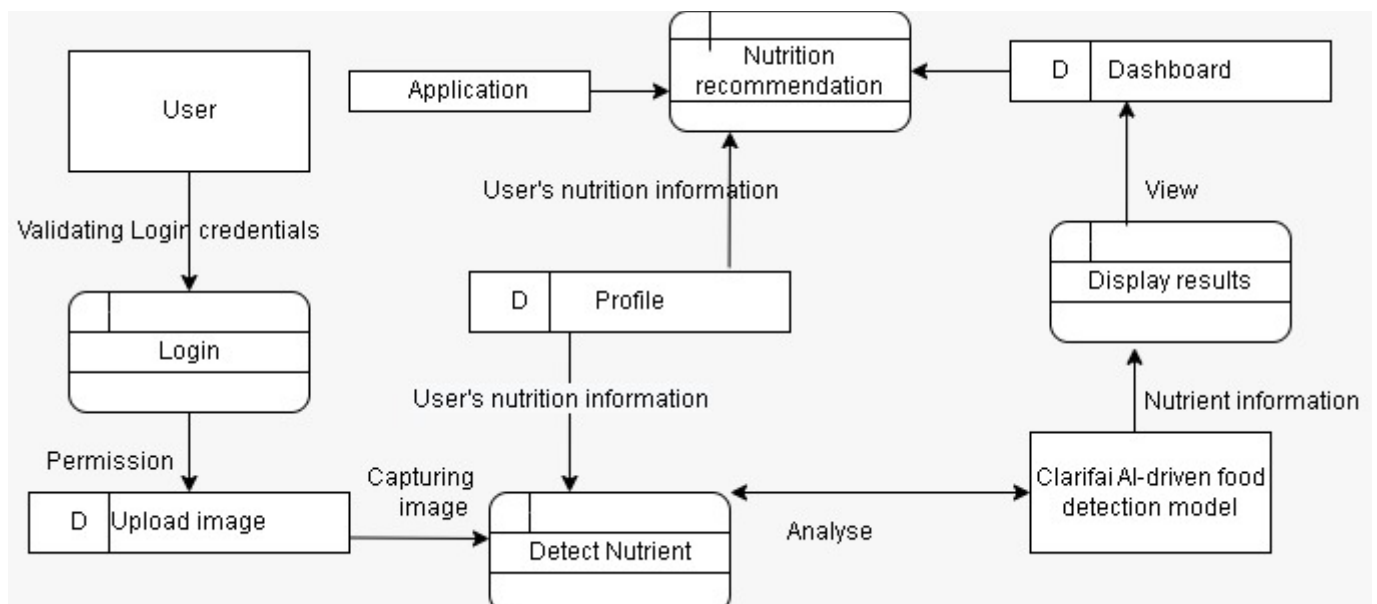 Nutrition
recommendation
D
Dashboard
Application
User
User's nutrition information
View
Validating Login credentials
D
Profile
Display results
Login
User's nutrition information
Nutrient information
Permission
Capturing
image
Clarifai AI-driven food
detection model
D
Upload image
Analyse
Detect Nutrient